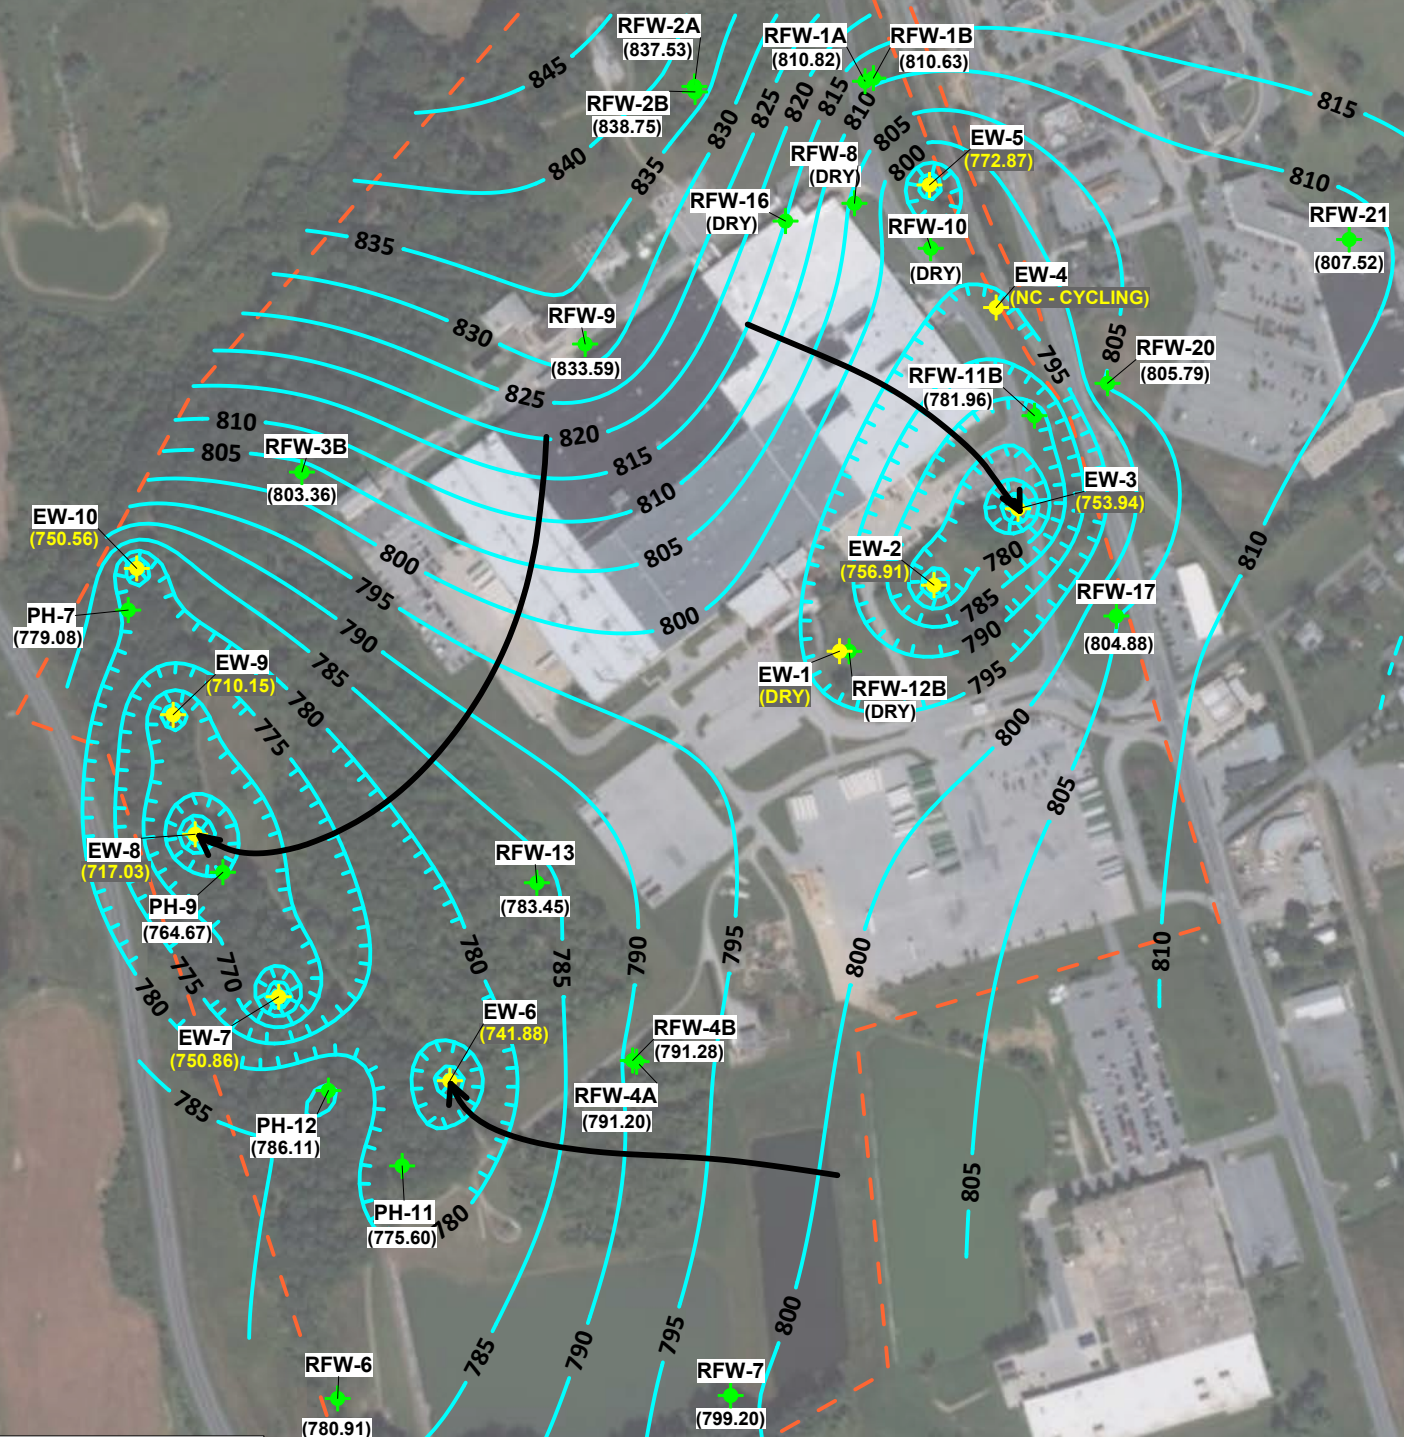 RFW-2A
(837.53)
RFW-1A
(810.82)
RFW-1B
(810.63)
845
RFW-2B
(838.75)
825
820
815
810
815
830
805
EW-5
(772.87)
RFW-8
(DRY)
800
840
835
810
RFW-16
(DRY)
RFW-21
(807.52)
RFW-10
(DRY)
835
EW-4
(NC - CYCLING)
RFW-9
(833.59)
830
805
RFW-20
(805.79)
795
RFW-11B
(781.96)
825
810
820
805
RFW-3B
(803.36)
815
810
EW-3
(753.94)
EW-10
(750.56)
800
805
EW-2
(756.91)
780
810
795
785
RFW-17
(804.88)
PH-7
(779.08)
800
790
790
785
EW-9
(710.15)
EW-1
(DRY)
795
RFW-12B
(DRY)
780
775
800
805
EW-8
(717.03)
RFW-13
(783.45)
PH-9
(764.67)
780
775
770
780
785
790
795
800
810
EW-6
(741.88)
EW-7
(750.86)
RFW-4B
(791.28)
RFW-4A
(791.20)
785
PH-12
(786.11)
805
PH-11
(775.60)
780
800
785
790
795
RFW-6
(780.91)
RFW-7
(799.20)